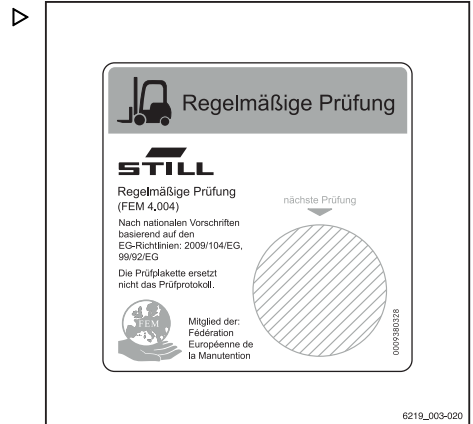 Regelmäßige Prüfung
STILL
Regelmäßige Prüfung
(FEM 4.004)
Nach nationalen Vorschriften
basierend auf den
EG-Richtlinien: 2009/104/EG,
99/92/EG
Die Prüfplakette ersetzt
nicht das Prüfprotokoll.
FEM
Mitglied der:
Fédération
Européenne de
la Manutention
nächste Prüfung
0009380328
6219_003-020